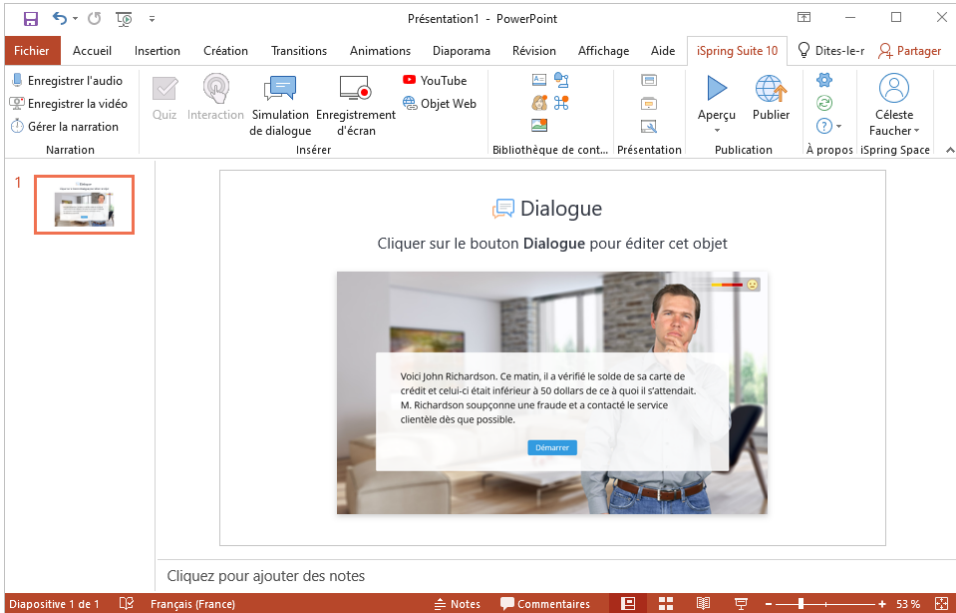 Présentation1 - PowerPoint
Fichier Accueil Insertion Création Transitions Animations Diaporama Révision Affichage Aide iSpring Suite 10 Dites-le-r Partager
Enregistrer l'audio
Enregistrer la vidéo
Gérer la narration
Narration
Quiz
Interaction
Simulation
de dialogue
Enregistrement
d'écran
YouTube
Objet Web
Insérer
Bibliothèque de cont...
Présentation
Aperçu
Publier
Publication
À propos
Céleste
Faucher
iSpring Space
1
Dialogue
Cliquer sur le bouton Dialogue pour éditer cet objet
Voici John Richardson. Ce matin, il a vérifié le solde de sa carte de
crédit et celui-ci était inférieur à 50 dollars de ce à quoi il s'attendait.
M. Richardson soupçonne une fraude et a contacté le service
clientèle dès que possible.
Démarrer
Cliquez pour ajouter des notes
Diapositive 1 de 1 Français (France) Notes Commentaires 53 %